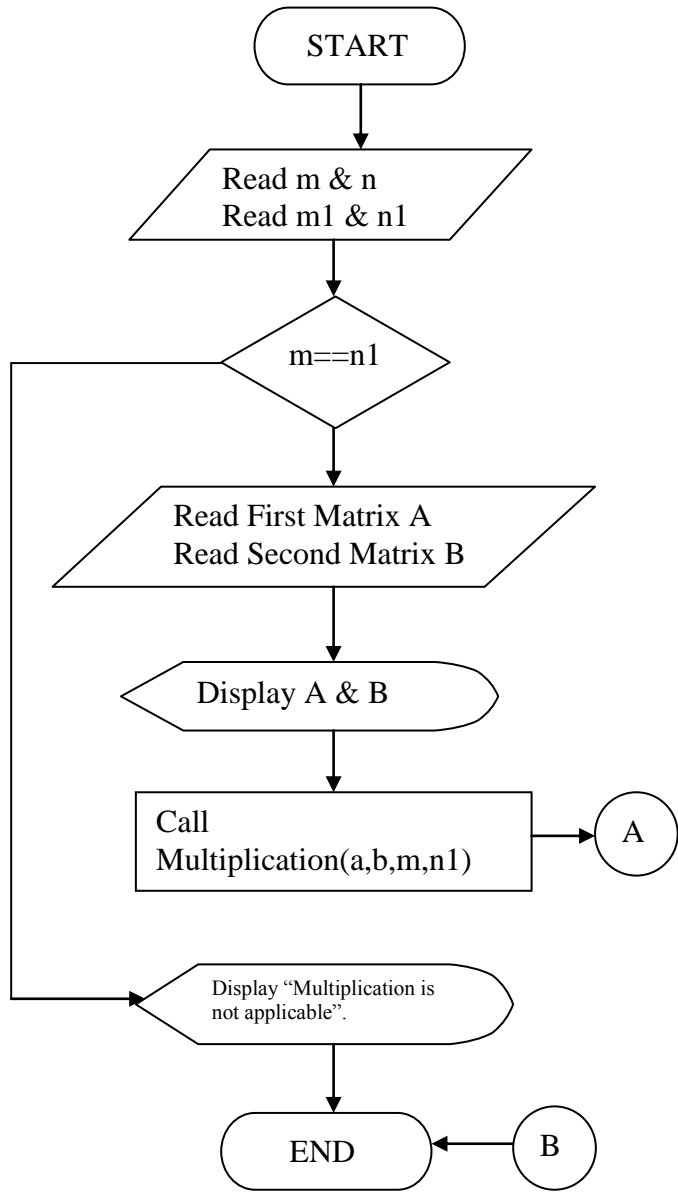 START
Read m & n
Read m1 & n1
m==n1
Read First Matrix A
Read Second Matrix B
Display A & B
Call
Multiplication(a,b,m,n1)
A
Display “Multiplication is
not applicable”.
END
B